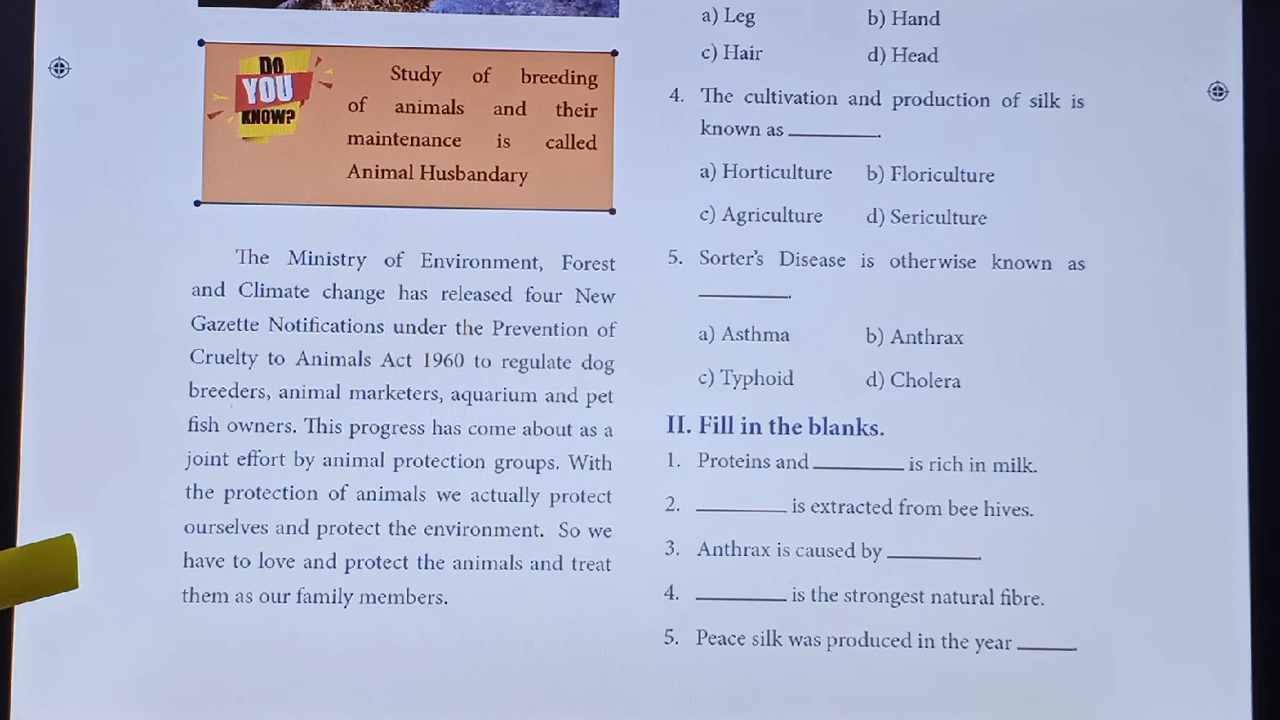 DO
YOU
KNOW?
Study of breeding
of animals and their
maintenance is called
Animal Husbandary
The Ministry of Environment, Forest
and Climate change has released four New
Gazette Notifications under the Prevention of
Cruelty to Animals Act 1960 to regulate dog
breeders, animal marketers, aquarium and pet
fish owners. This progress has come about as a
joint effort by animal protection groups. With
the protection of animals we actually protect
ourselves and protect the environment. So we
have to love and protect the animals and treat
them as our family members.
a) Leg b) Hand
c) Hair d) Head
4. The cultivation and production of silk is
known as ________.
a) Horticulture b) Floriculture
c) Agriculture d) Sericulture
5. Sorter's Disease is otherwise known as
________.
a) Asthma b) Anthrax
c) Typhoid d) Cholera
II. Fill in the blanks.
1. Proteins and ________ is rich in milk.
2. ________ is extracted from bee hives.
3. Anthrax is caused by ________.
4. ________ is the strongest natural fibre.
5. Peace silk was produced in the year ________.